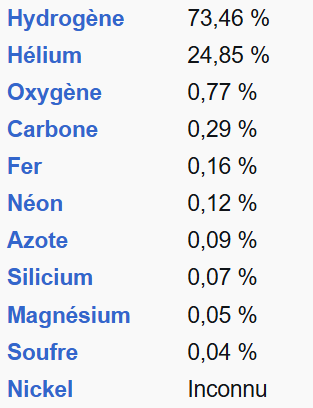 Hydrogène 73,46 %
Hélium 24,85 %
Oxygène 0,77 %
Carbone 0,29 %
Fer 0,16 %
Néon 0,12 %
Azote 0,09 %
Silicium 0,07 %
Magnésium 0,05 %
Soufre 0,04 %
Nickel Inconnu